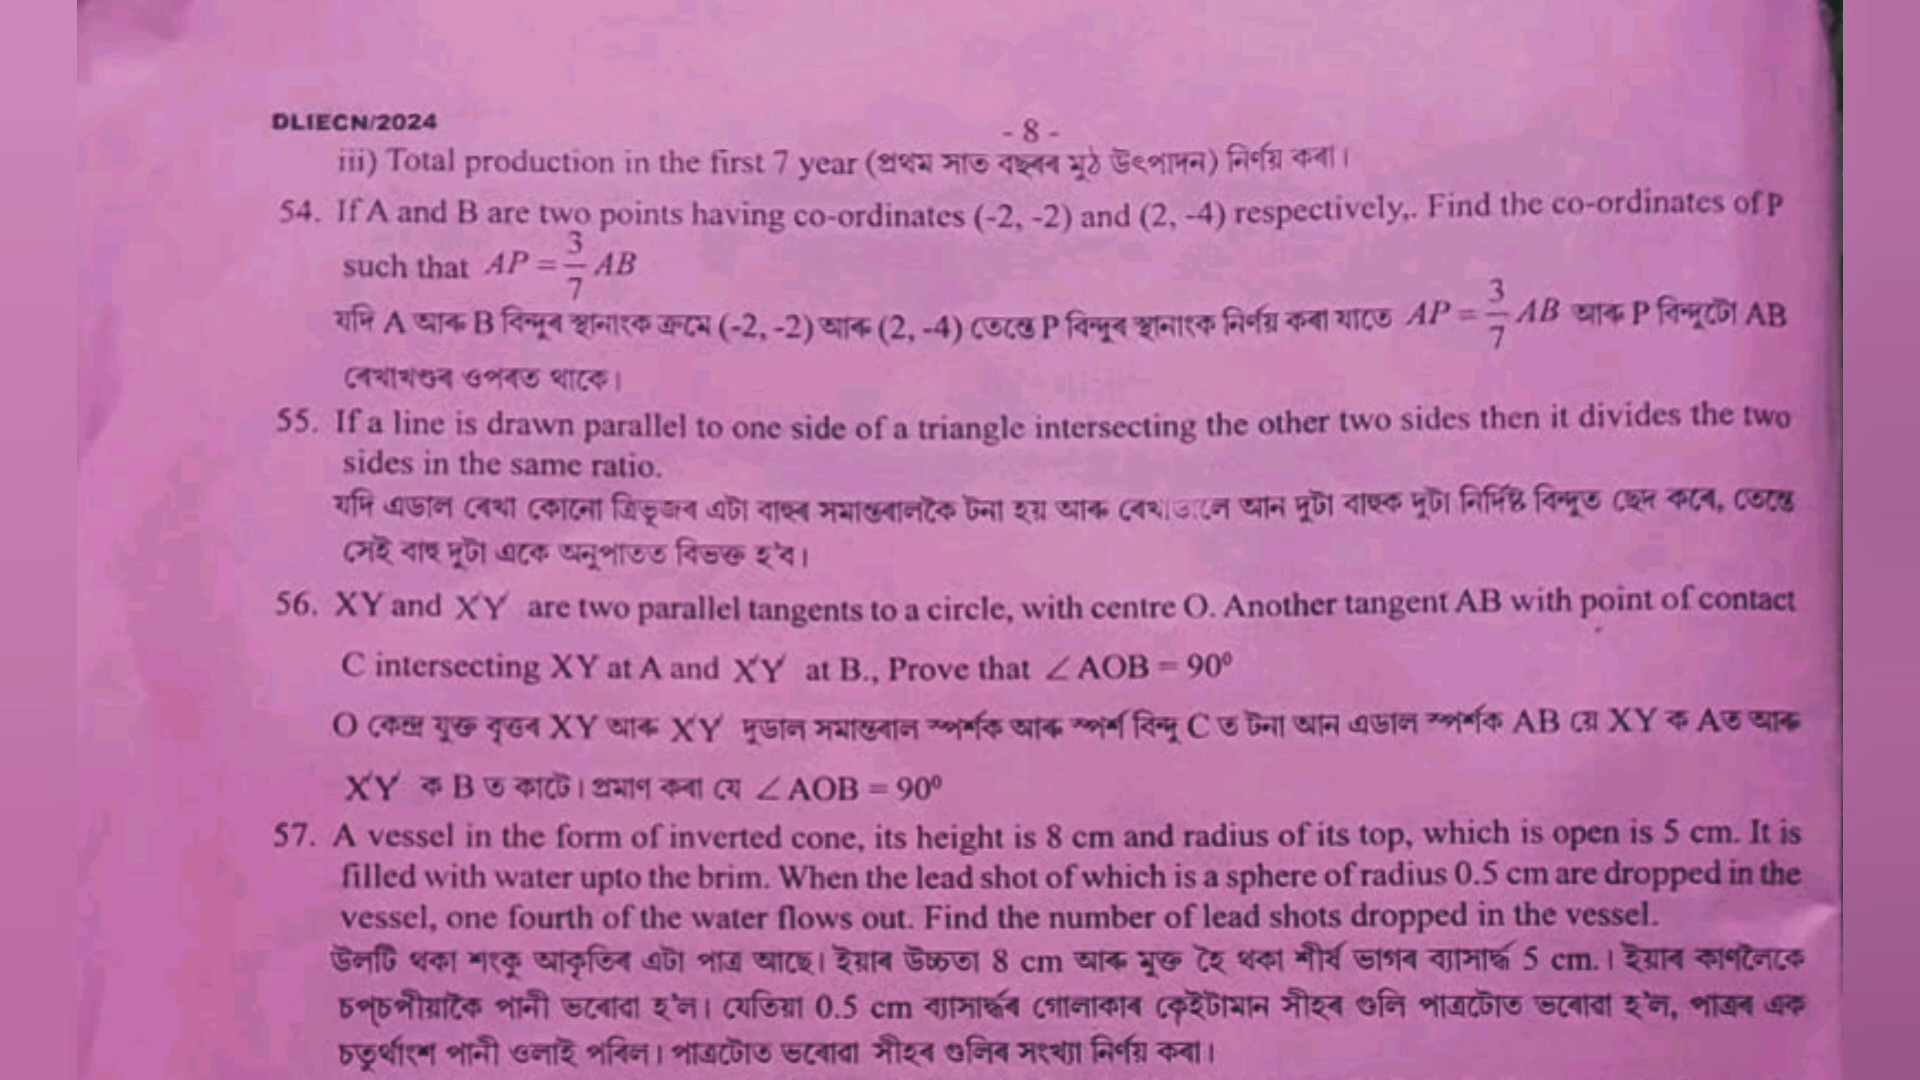 DLIECN/2024
- 8 -
iii) Total production in the first 7 year (প্ৰথম সাত বছৰৰ মুঠ উৎপাদন) নিৰ্ণয় কৰা।
54. If A and B are two points having co-ordinates (-2, -2) and (2, -4) respectively,. Find the co-ordinates of P
such that AP = 3/7 AB
যদি A আৰু B বিন্দুৰ স্থানাংক ক্ৰমে (-2, -2) আৰু (2, -4) তেন্তে P বিন্দুৰ স্থানাংক নিৰ্ণয় কৰা যাতে AP = 3/7 AB আৰু P বিন্দুটো AB
ৰেখাখণ্ডৰ ওপৰত থাকে।
55. If a line is drawn parallel to one side of a triangle intersecting the other two sides then it divides the two
sides in the same ratio.
যদি এডাল ৰেখা কোনো ত্ৰিভূজৰ এটা বাহুৰ সমান্তৰালকৈ টনা হয় আৰু ৰেখাডালে আন দুটা বাহুক দুটা নিৰ্দিষ্ট বিন্দুত ছেদ কৰে, তেন্তে
সেই বাহু দুটা একে অনুপাতত বিভক্ত হ'ব।
56. XY and X′Y′ are two parallel tangents to a circle, with centre O. Another tangent AB with point of contact
C intersecting XY at A and X′Y′ at B., Prove that ∠AOB = 90⁰
O কেন্দ্ৰ যুক্ত বৃত্তৰ XY আৰু X′Y′ দুডাল সমান্তৰাল স্পৰ্শক আৰু স্পৰ্শ বিন্দু C ত টনা আন এডাল স্পৰ্শক AB য়ে XY ক Aত আৰু
X′Y′ ক B ত কাটে। প্ৰমাণ কৰা যে ∠AOB = 90⁰
57. A vessel in the form of inverted cone, its height is 8 cm and radius of its top, which is open is 5 cm. It is
filled with water upto the brim. When the lead shot of which is a sphere of radius 0.5 cm are dropped in the
vessel, one fourth of the water flows out. Find the number of lead shots dropped in the vessel.
উলটি থকা শংকু আকৃতিৰ এটা পাত্ৰ আছে। ইয়াৰ উচ্চতা 8 cm আৰু মুক্ত হৈ থকা শীৰ্ষ ভাগৰ ব্যাসাৰ্দ্ধ 5 cm.। ইয়াৰ কাণলৈকে
চপ্‌চপীয়াকৈ পানী ভৰোৱা হ'ল। যেতিয়া 0.5 cm ব্যাসাৰ্দ্ধৰ গোলাকাৰ কেইটামান সীহৰ গুলি পাত্ৰটোত ভৰোৱা হ'ল, পাত্ৰৰ এক
চতুৰ্থাংশ পানী ওলাই পৰিল। পাত্ৰটোত ভৰোৱা সীহৰ গুলিৰ সংখ্যা নিৰ্ণয় কৰা।